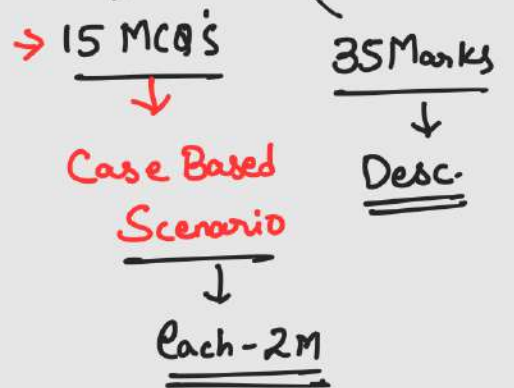 → 15 MCQ's
35 Marks
Case Based
Scenario
Desc.
Each - 2M